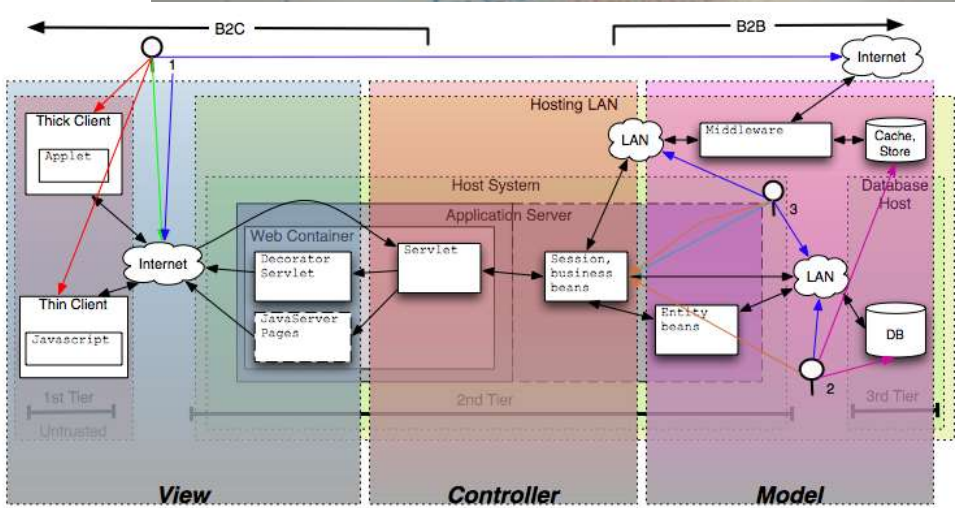 B2C
B2B
1
Internet
Hosting LAN
Thick Client
Applet
LAN
Middleware
Cache,
Store
Host System
Database
Host
3
Application Server
Web Container
Internet
Decorator
Servlet
Servlet
Session,
business
beans
LAN
Thin Client
Javascript
JavaServer
Pages
Entity
beans
DB
2
1st Tier
2nd Tier
3rd Tier
Untrusted
View
Controller
Model